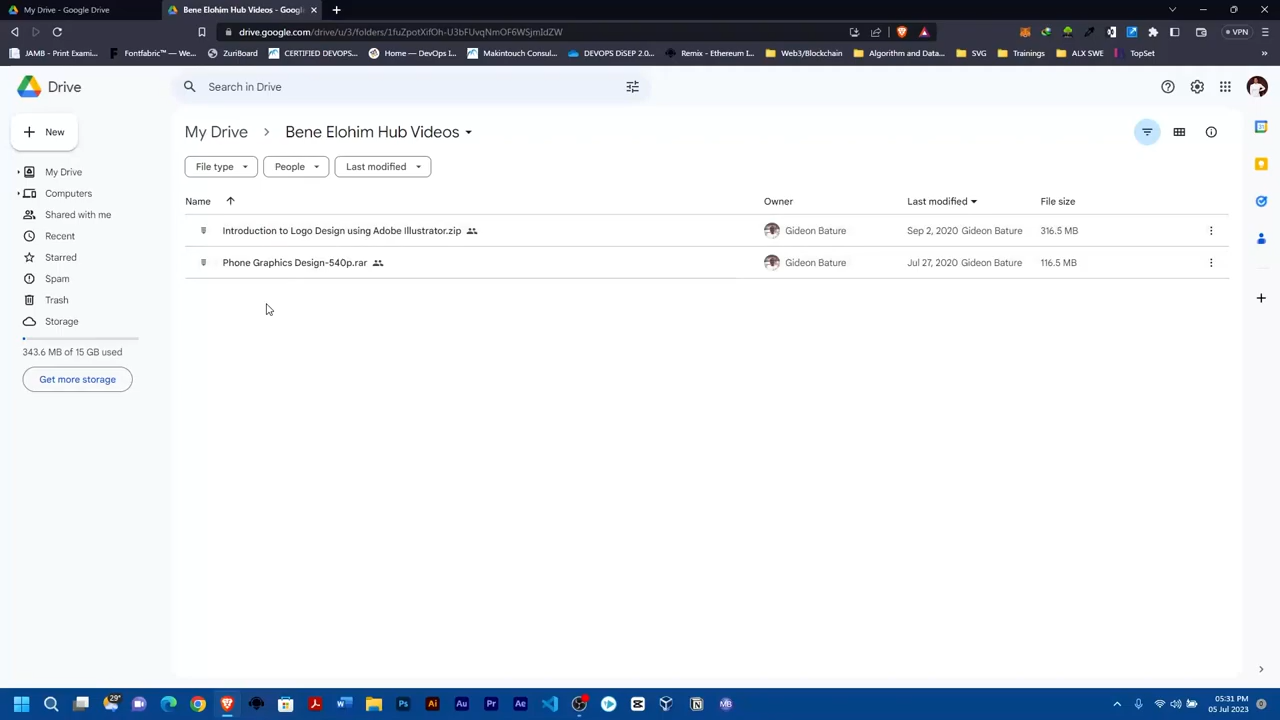 My Drive - Google Drive
Bene Elohim Hub Videos - Googl
drive.google.com/drive/u/3/folders/1fuZpotXifOh-U3bFUvqNmOF6WSjmIdZW
VPN
JAMB - Print Exami...
Fontfabric™ — We...
ZuriBoard
CERTIFIED DEVOPS...
Home — DevOps I...
Makintouch Consul...
DEVOPS DiSEP 2.0...
Remix - Ethereum I...
Web3/Blockchain
Algorithm and Data...
SVG
Trainings
ALX SWE
TopSet
Drive
Search in Drive
New
My Drive
Computers
Shared with me
Recent
Starred
Spam
Trash
Storage
343.6 MB of 15 GB used
Get more storage
My Drive > Bene Elohim Hub Videos
File type
People
Last modified
Name
Owner
Last modified
File size
Introduction to Logo Design using Adobe Illustrator.zip
Gideon Bature
Sep 2, 2020 Gideon Bature
316.5 MB
Phone Graphics Design-540p.rar
Gideon Bature
Jul 27, 2020 Gideon Bature
116.5 MB
29°
Ps
Ai
Au
Pr
Ae
MB
05:31 PM
05 Jul 2023